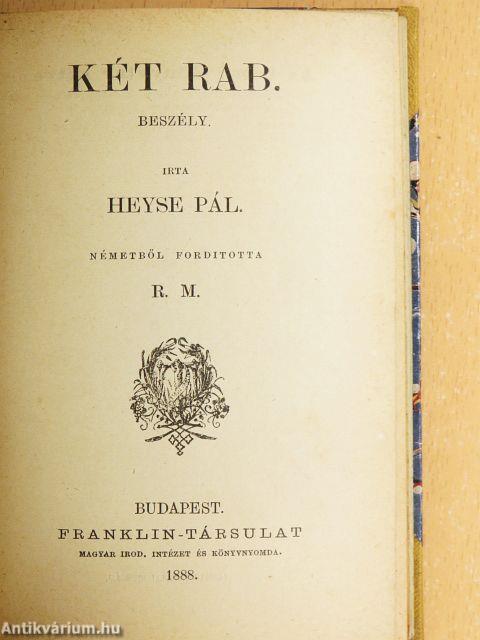 KÉT RAB.
BESZÉLY.
IRTA
HEYSE PÁL.
NÉMETBŐL FORDITOTTA
R. M.
BUDAPEST.
FRANKLIN-TÁRSULAT
MAGYAR IROD. INTÉZET ÉS KÖNYVNYOMDA.
1888.
Antikvárium.hu